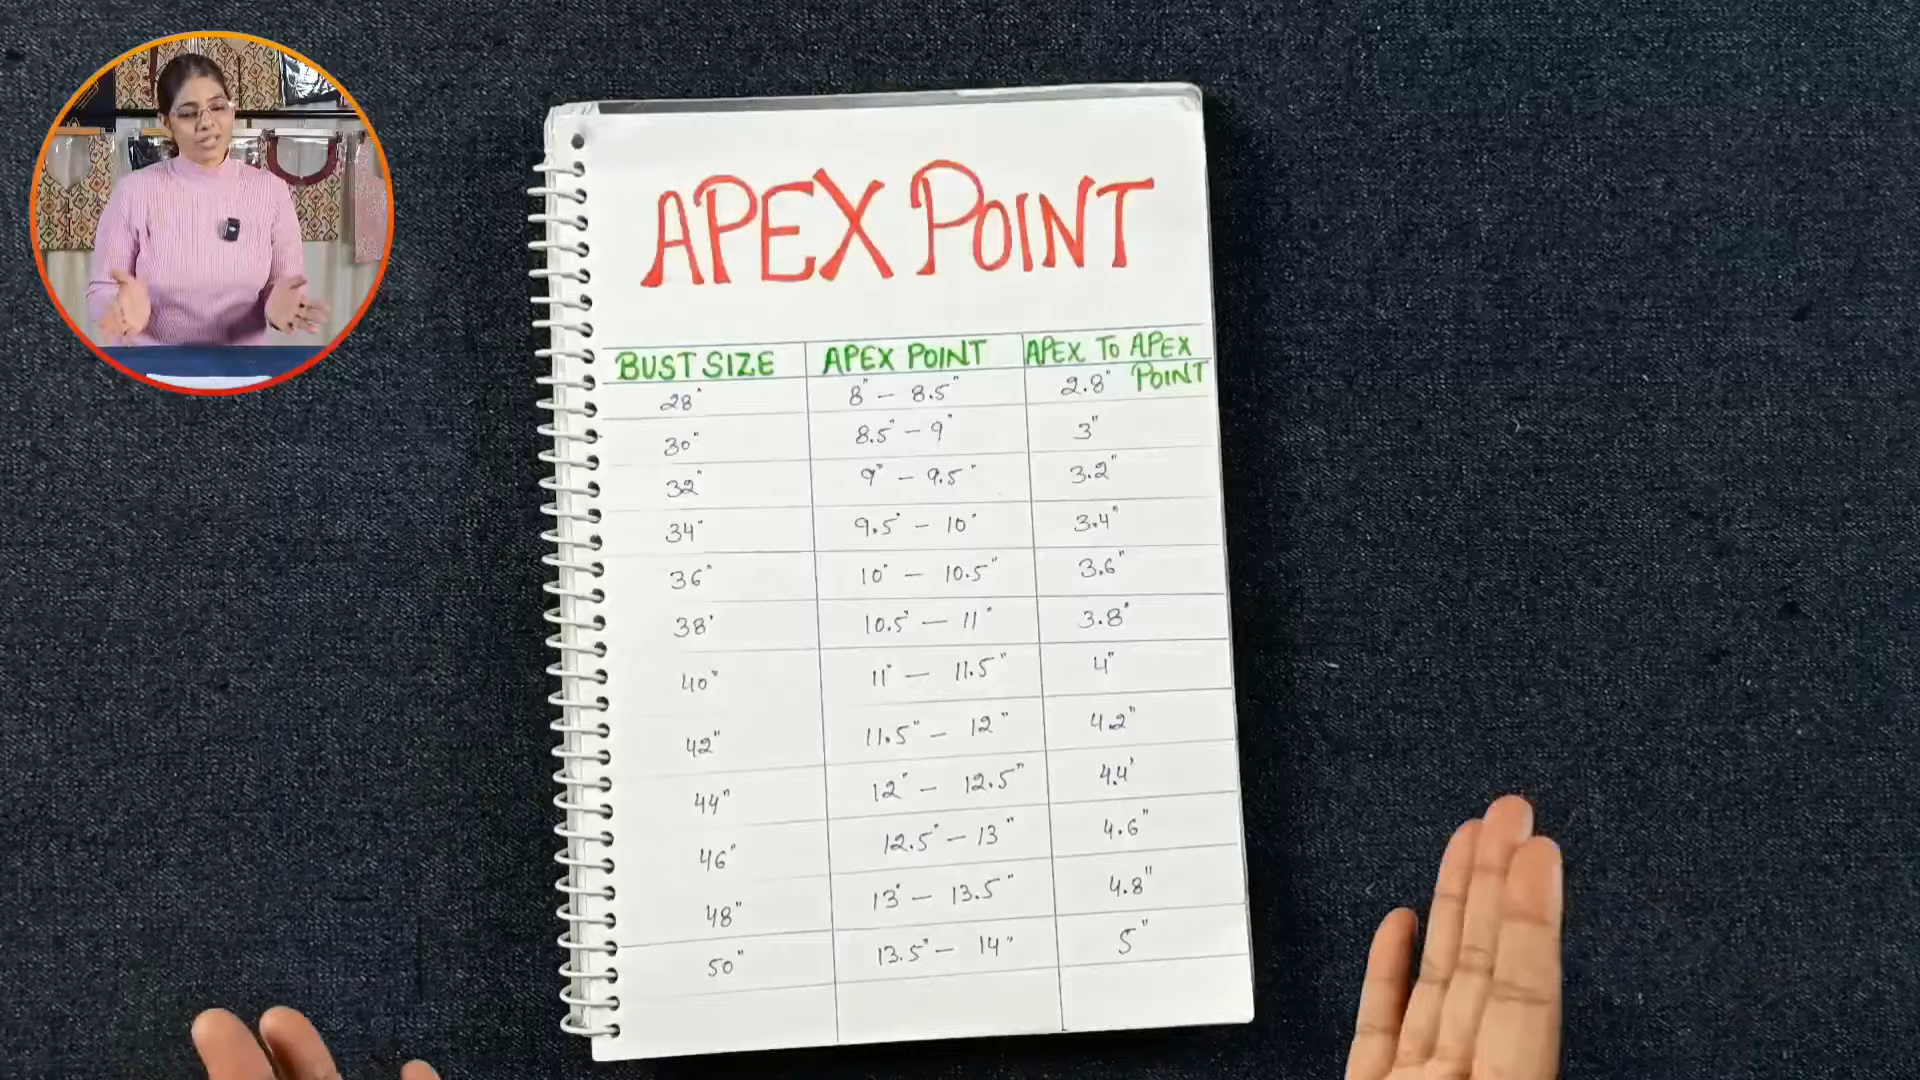 APEX POINT
BUST SIZE APEX POINT APEX TO APEX POINT
28" 8" — 8.5" 2.8"
30" 8.5" — 9" 3"
32" 9" — 9.5" 3.2"
34" 9.5" — 10" 3.4"
36" 10" — 10.5" 3.6"
38" 10.5" — 11" 3.8"
40" 11" — 11.5" 4"
42" 11.5" — 12" 4.2"
44" 12" — 12.5" 4.4"
46" 12.5" — 13" 4.6"
48" 13" — 13.5" 4.8"
50" 13.5" — 14" 5"